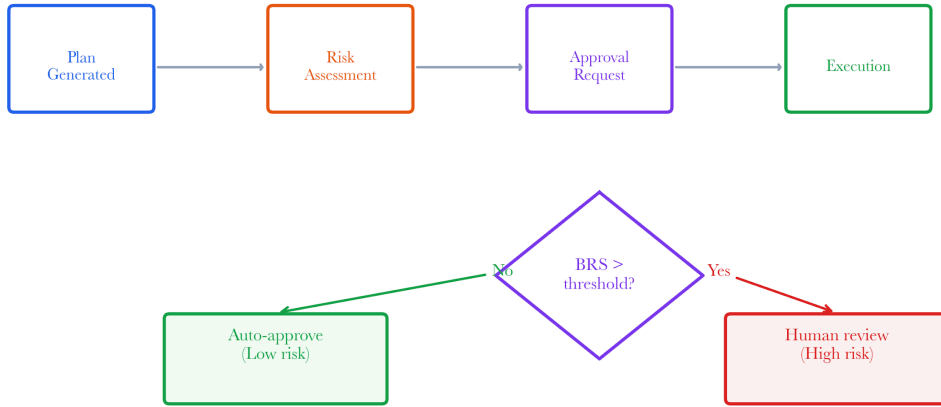 Plan
Generated
Risk
Assessment
Approval
Request
Execution
BRS >
threshold?
No
Yes
Auto-approve
(Low risk)
Human review
(High risk)